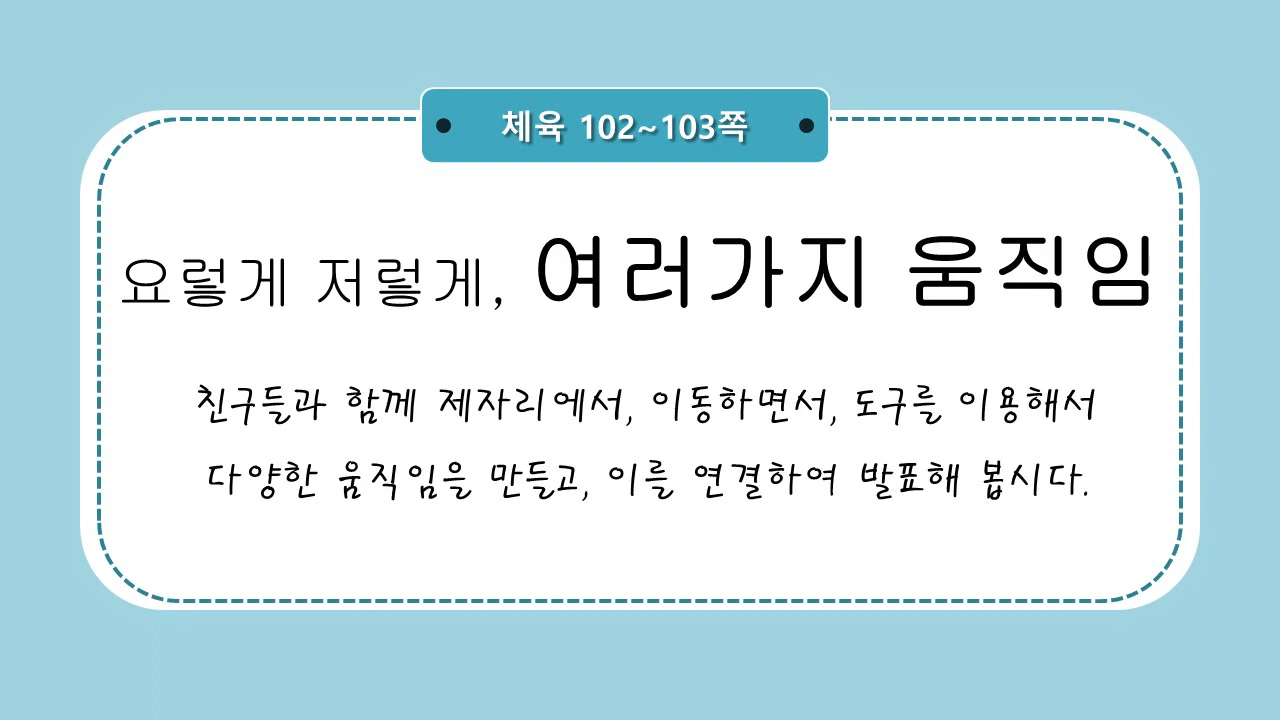 체육 102~103쪽
요렇게 저렇게, 여러가지 움직임
친구들과 함께 제자리에서, 이동하면서, 도구를 이용해서
다양한 움직임을 만들고, 이를 연결하여 발표해 봅시다.